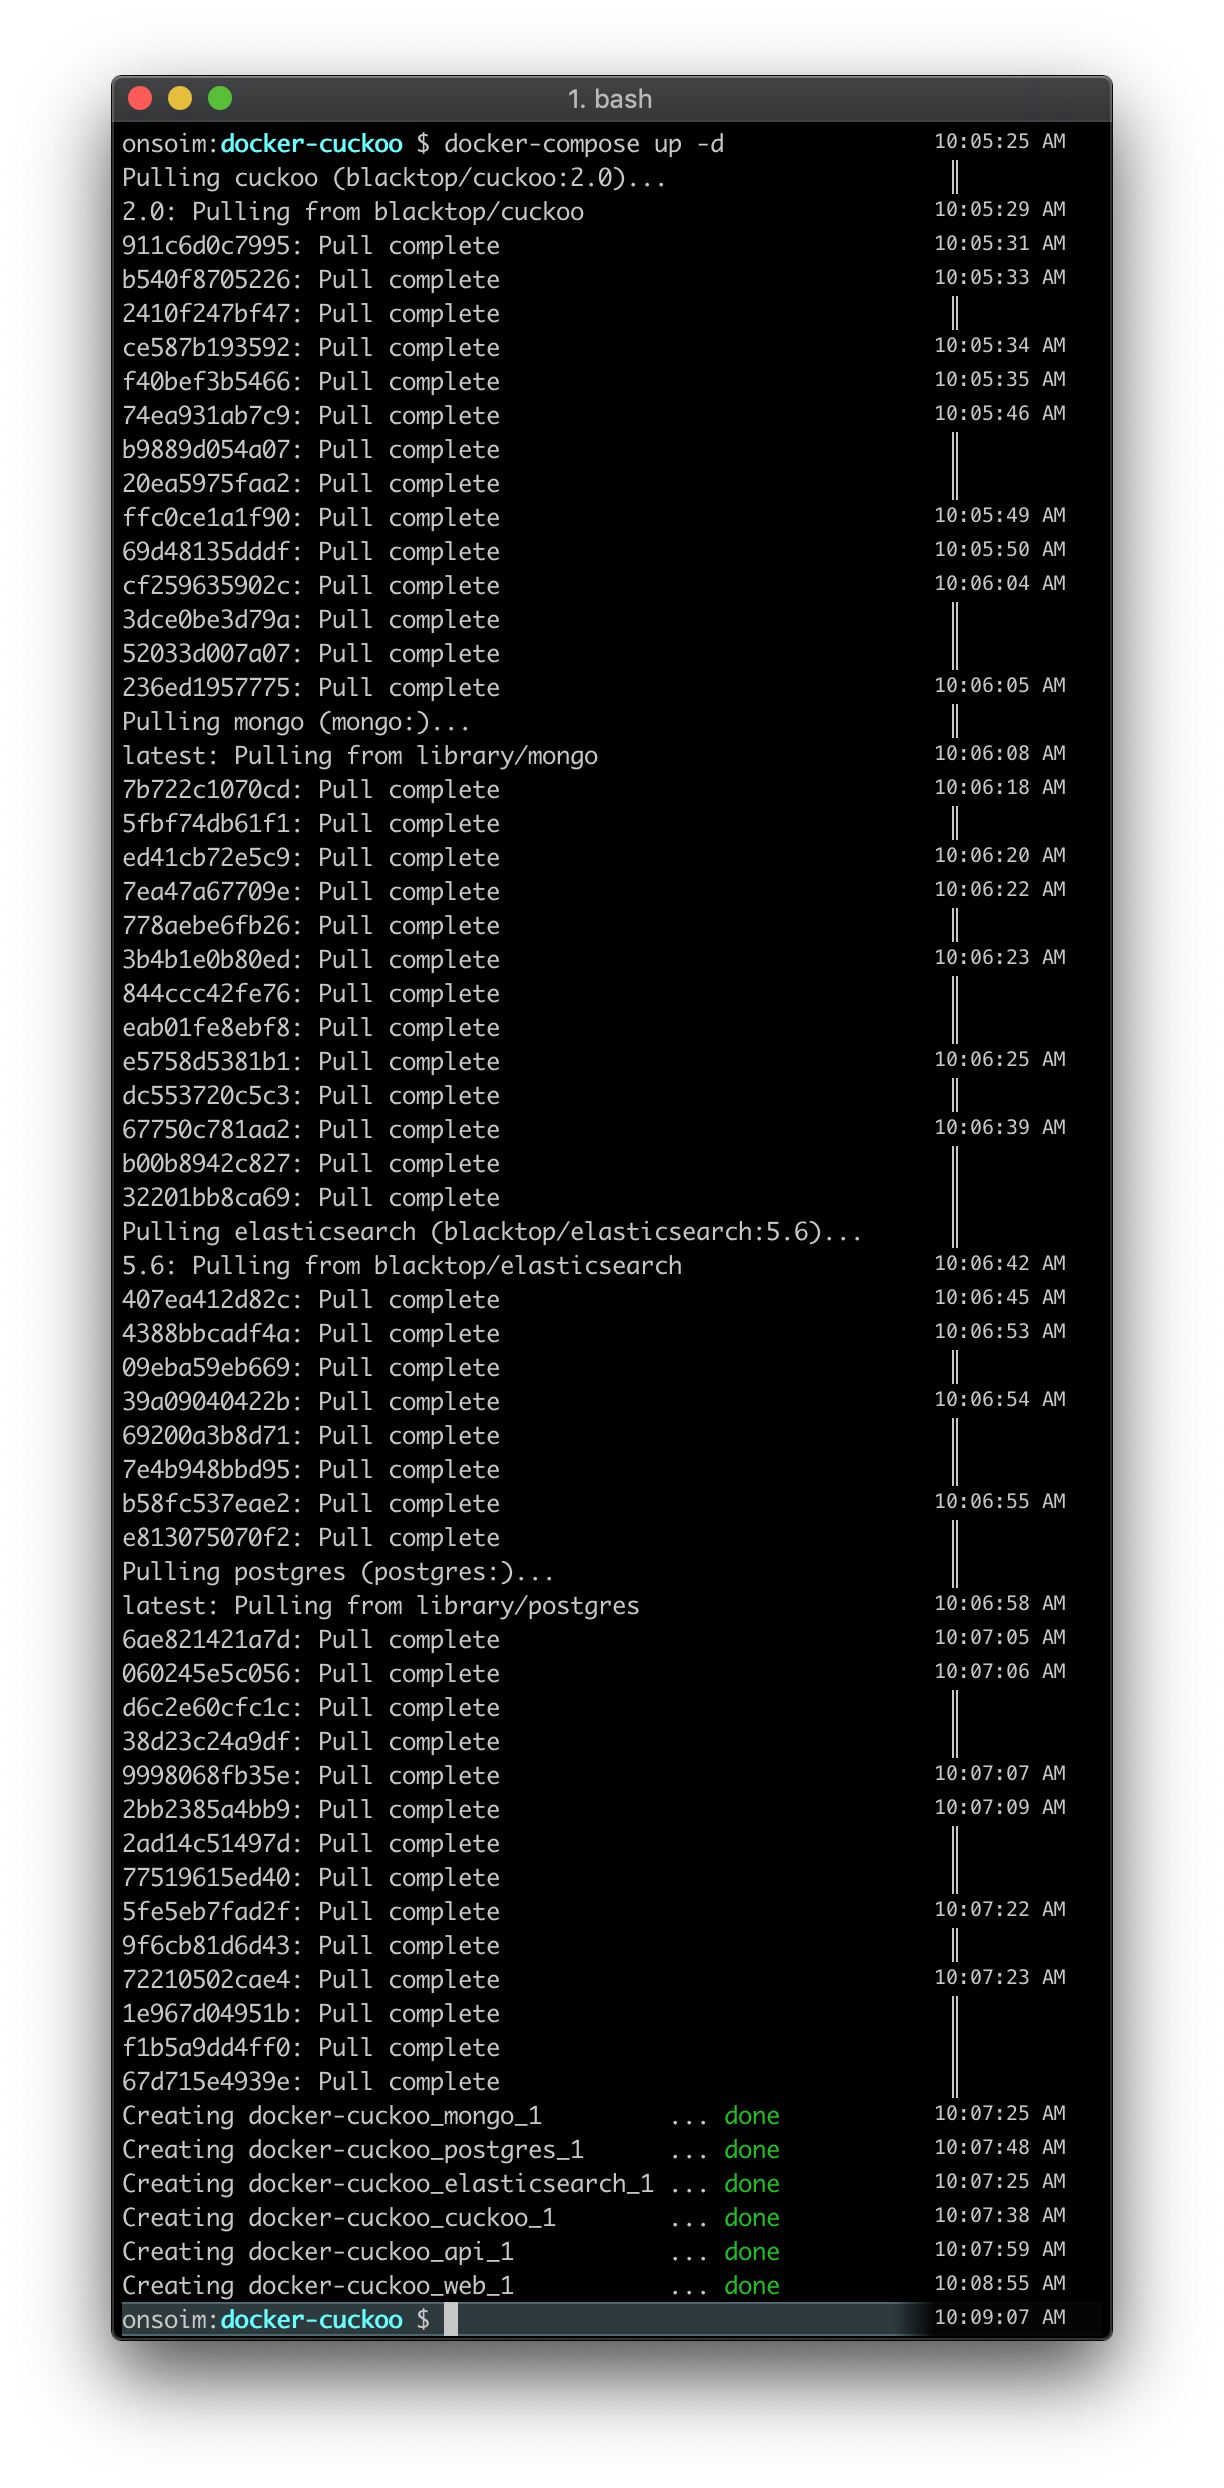 1. bash
onsoim:docker-cuckoo $ docker-compose up -d 10:05:25 AM
Pulling cuckoo (blacktop/cuckoo:2.0)...
2.0: Pulling from blacktop/cuckoo 10:05:29 AM
911c6d0c7995: Pull complete 10:05:31 AM
b540f8705226: Pull complete 10:05:33 AM
2410f247bf47: Pull complete
ce587b193592: Pull complete 10:05:34 AM
f40bef3b5466: Pull complete 10:05:35 AM
74ea931ab7c9: Pull complete 10:05:46 AM
b9889d054a07: Pull complete
20ea5975faa2: Pull complete
ffc0ce1a1f90: Pull complete 10:05:49 AM
69d48135dddf: Pull complete 10:05:50 AM
cf259635902c: Pull complete 10:06:04 AM
3dce0be3d79a: Pull complete
52033d007a07: Pull complete
236ed1957775: Pull complete 10:06:05 AM
Pulling mongo (mongo:)...
latest: Pulling from library/mongo 10:06:08 AM
7b722c1070cd: Pull complete 10:06:18 AM
5fbf74db61f1: Pull complete
ed41cb72e5c9: Pull complete 10:06:20 AM
7ea47a67709e: Pull complete 10:06:22 AM
778aebe6fb26: Pull complete
3b4b1e0b80ed: Pull complete 10:06:23 AM
844ccc42fe76: Pull complete
eab01fe8ebf8: Pull complete
e5758d5381b1: Pull complete 10:06:25 AM
dc553720c5c3: Pull complete
67750c781aa2: Pull complete 10:06:39 AM
b00b8942c827: Pull complete
32201bb8ca69: Pull complete
Pulling elasticsearch (blacktop/elasticsearch:5.6)...
5.6: Pulling from blacktop/elasticsearch 10:06:42 AM
407ea412d82c: Pull complete 10:06:45 AM
4388bbcadf4a: Pull complete 10:06:53 AM
09eba59eb669: Pull complete
39a09040422b: Pull complete 10:06:54 AM
69200a3b8d71: Pull complete
7e4b948bbd95: Pull complete
b58fc537eae2: Pull complete 10:06:55 AM
e813075070f2: Pull complete
Pulling postgres (postgres:)...
latest: Pulling from library/postgres 10:06:58 AM
6ae821421a7d: Pull complete 10:07:05 AM
060245e5c056: Pull complete 10:07:06 AM
d6c2e60cfc1c: Pull complete
38d23c24a9df: Pull complete
9998068fb35e: Pull complete 10:07:07 AM
2bb2385a4bb9: Pull complete 10:07:09 AM
2ad14c51497d: Pull complete
77519615ed40: Pull complete
5fe5eb7fad2f: Pull complete 10:07:22 AM
9f6cb81d6d43: Pull complete
72210502cae4: Pull complete 10:07:23 AM
1e967d04951b: Pull complete
f1b5a9dd4ff0: Pull complete
67d715e4939e: Pull complete
Creating docker-cuckoo_mongo_1 ... done 10:07:25 AM
Creating docker-cuckoo_postgres_1 ... done 10:07:48 AM
Creating docker-cuckoo_elasticsearch_1 ... done 10:07:25 AM
Creating docker-cuckoo_cuckoo_1 ... done 10:07:38 AM
Creating docker-cuckoo_api_1 ... done 10:07:59 AM
Creating docker-cuckoo_web_1 ... done 10:08:55 AM
onsoim:docker-cuckoo $ 10:09:07 AM